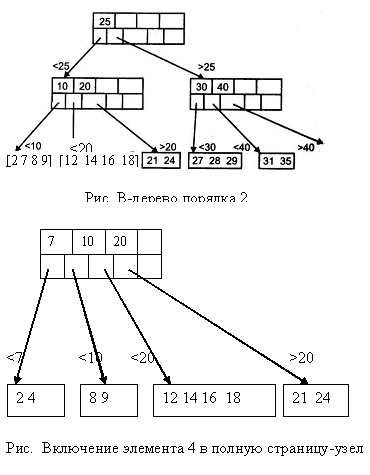 25
<25 >25
10 20 30 40
<10 <20 >20 <30 <40 >40
[2 7 8 9] [12 14 16 18] 21 24 27 28 29 31 35
Рис. В-дерево порядка 2
7 10 20
<7 <10 <20 >20
2 4 8 9 12 14 16 18 21 24
Рис. Включение элемента 4 в полную страницу-узел